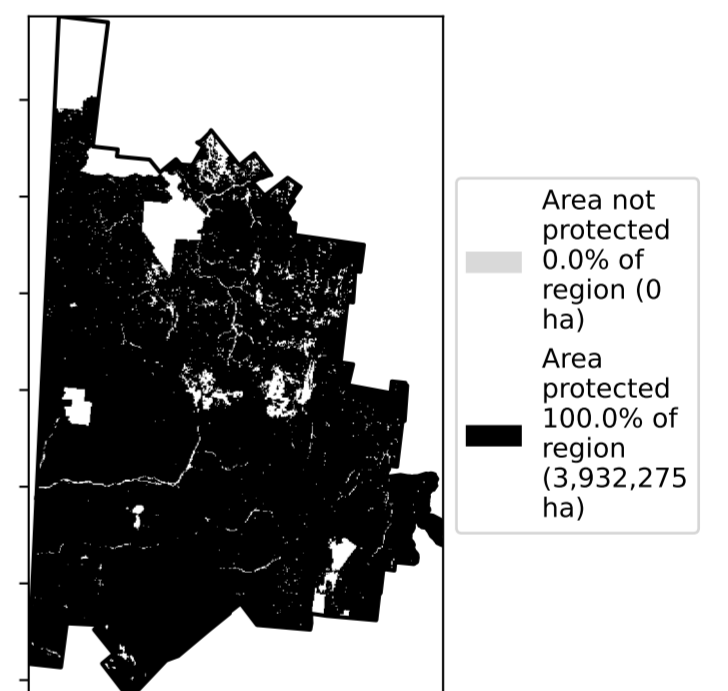 Area not
protected
0.0% of
region (0
ha)
Area
protected
100.0% of
region
(3,932,275
ha)